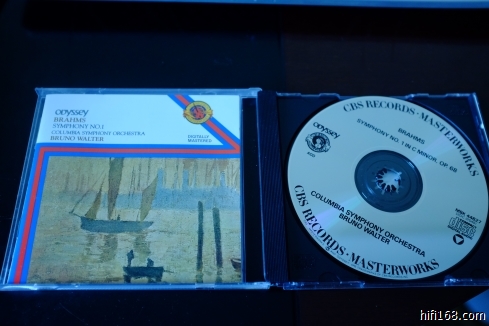 odyssey
BRAHMS
SYMPHONY NO.1
COLUMBIA SYMPHONY ORCHESTRA
BRUNO WALTER
DIGITALLY
MASTERED
CBS RECORDS · MASTERWORKS
odyssey
BRAHMS
SYMPHONY NO. 1 IN C MINOR, OP. 68
COLUMBIA SYMPHONY ORCHESTRA
BRUNO WALTER
CBS RECORDS · MASTERWORKS
hifi168.com